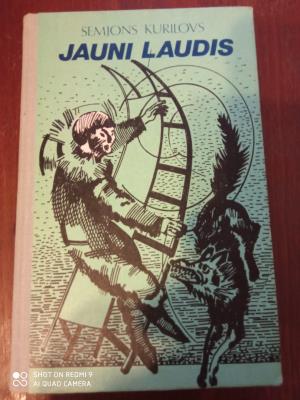 SEMJONS KURILOVS
JAUNI LAUDIS
SHOT ON REDMI 9
AI QUAD CAMERA